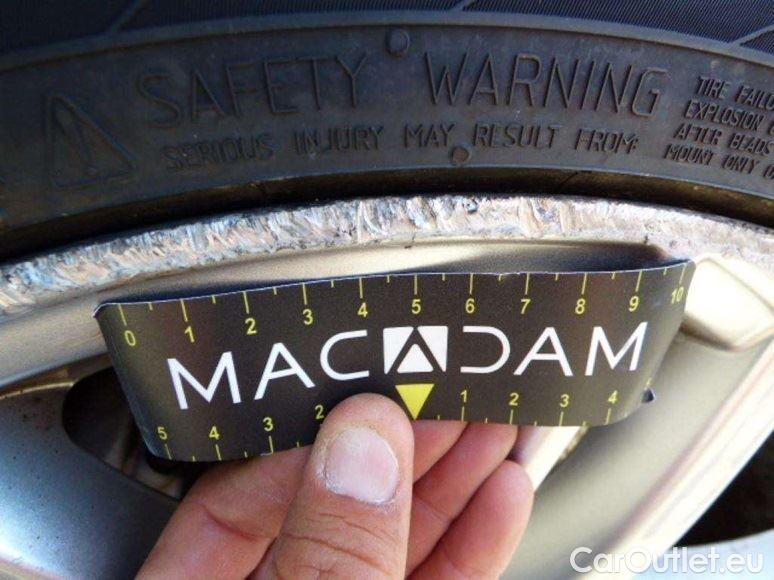 SAFETY WARNING
SERIOUS INJURY MAY RESULT FROM:
TIRE
EXPLOSION
AFTER BEADS
MOUNT ONLY
0 1 2 3 4 5 6 7 8 9 10
MACADAM
5 4 3 2 1 2 3 4
CarOutlet.eu